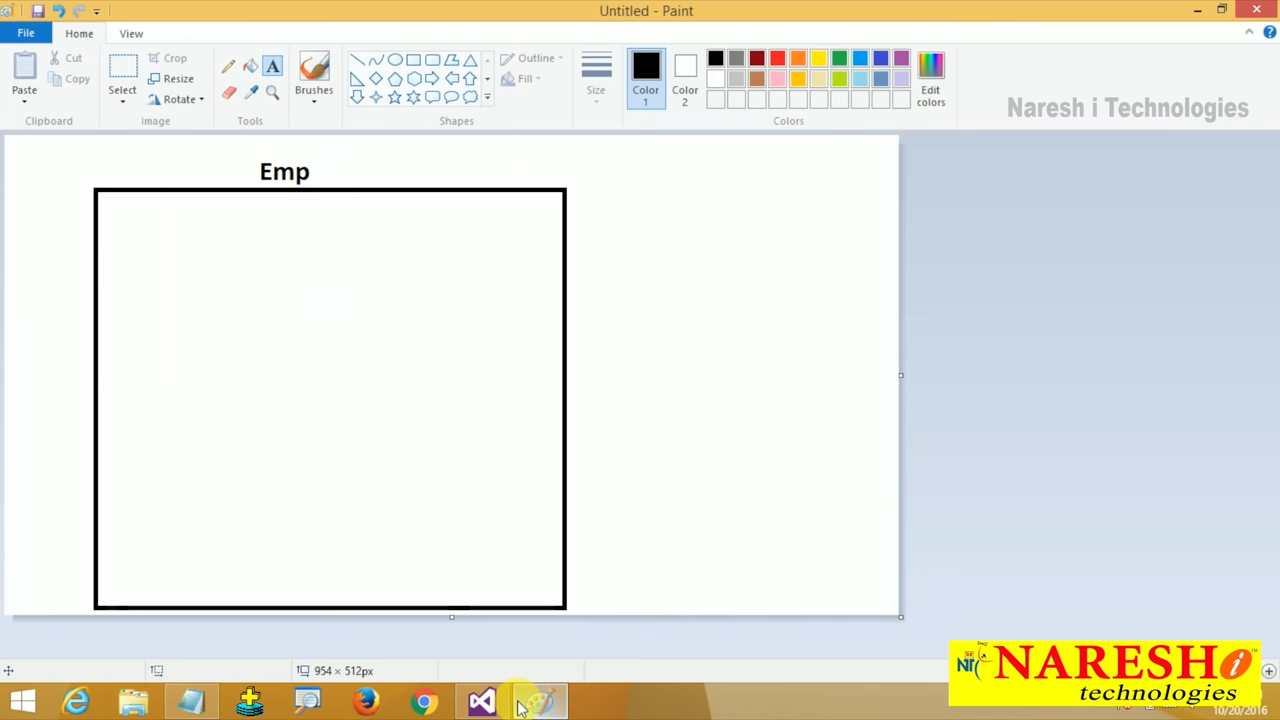 Untitled - Paint
File
Home
View
Paste
Cut
Copy
Clipboard
Select
Crop
Resize
Rotate
Image
A
Tools
Brushes
Shapes
Outline
Fill
Size
Color 1
Color 2
Edit colors
Colors
Naresh i Technologies
Emp
954 × 512px
NARESH i
technologies
10/20/2016